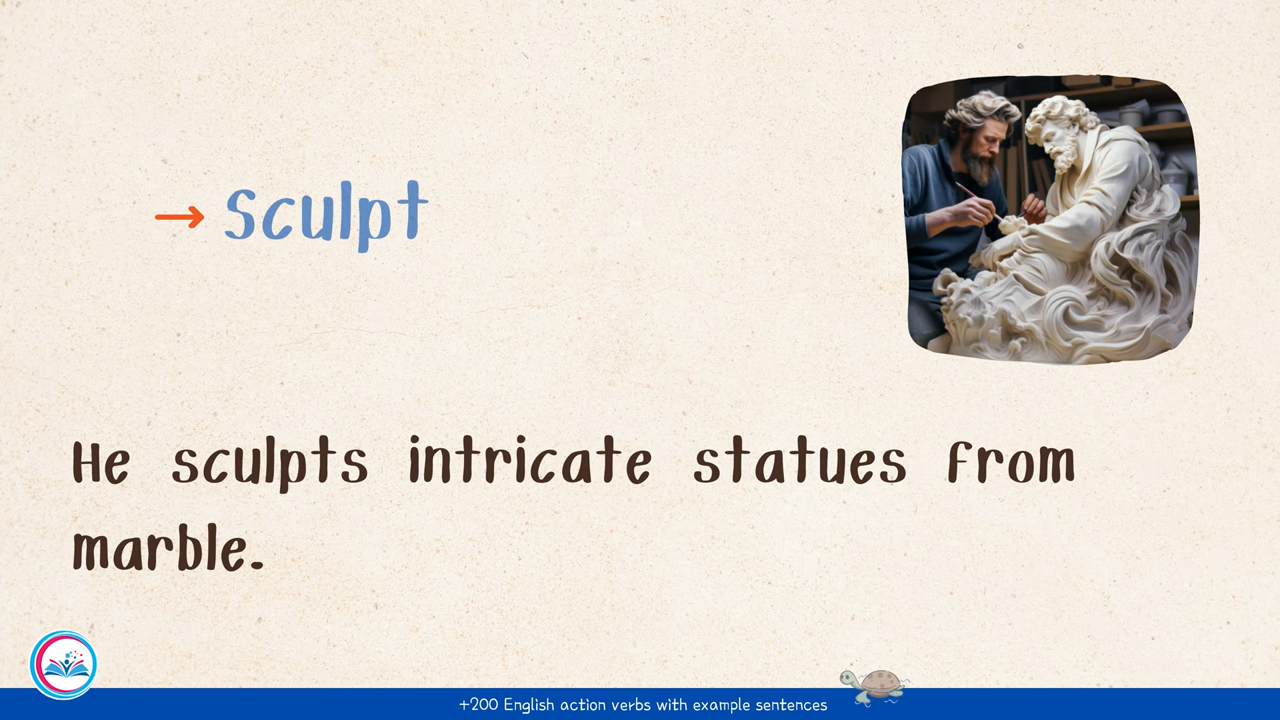 → Sculpt
He sculpts intricate statues from
marble.
+200 English action verbs with example sentences